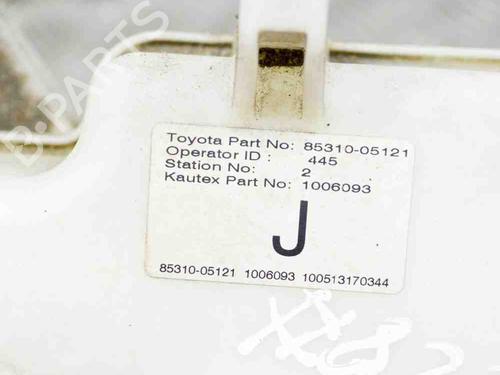 B-PARTS
Toyota Part No: 85310-05121
Operator ID : 445
Station No: 2
Kautex Part No: 1006093
J
85310-05121 1006093 100513170344